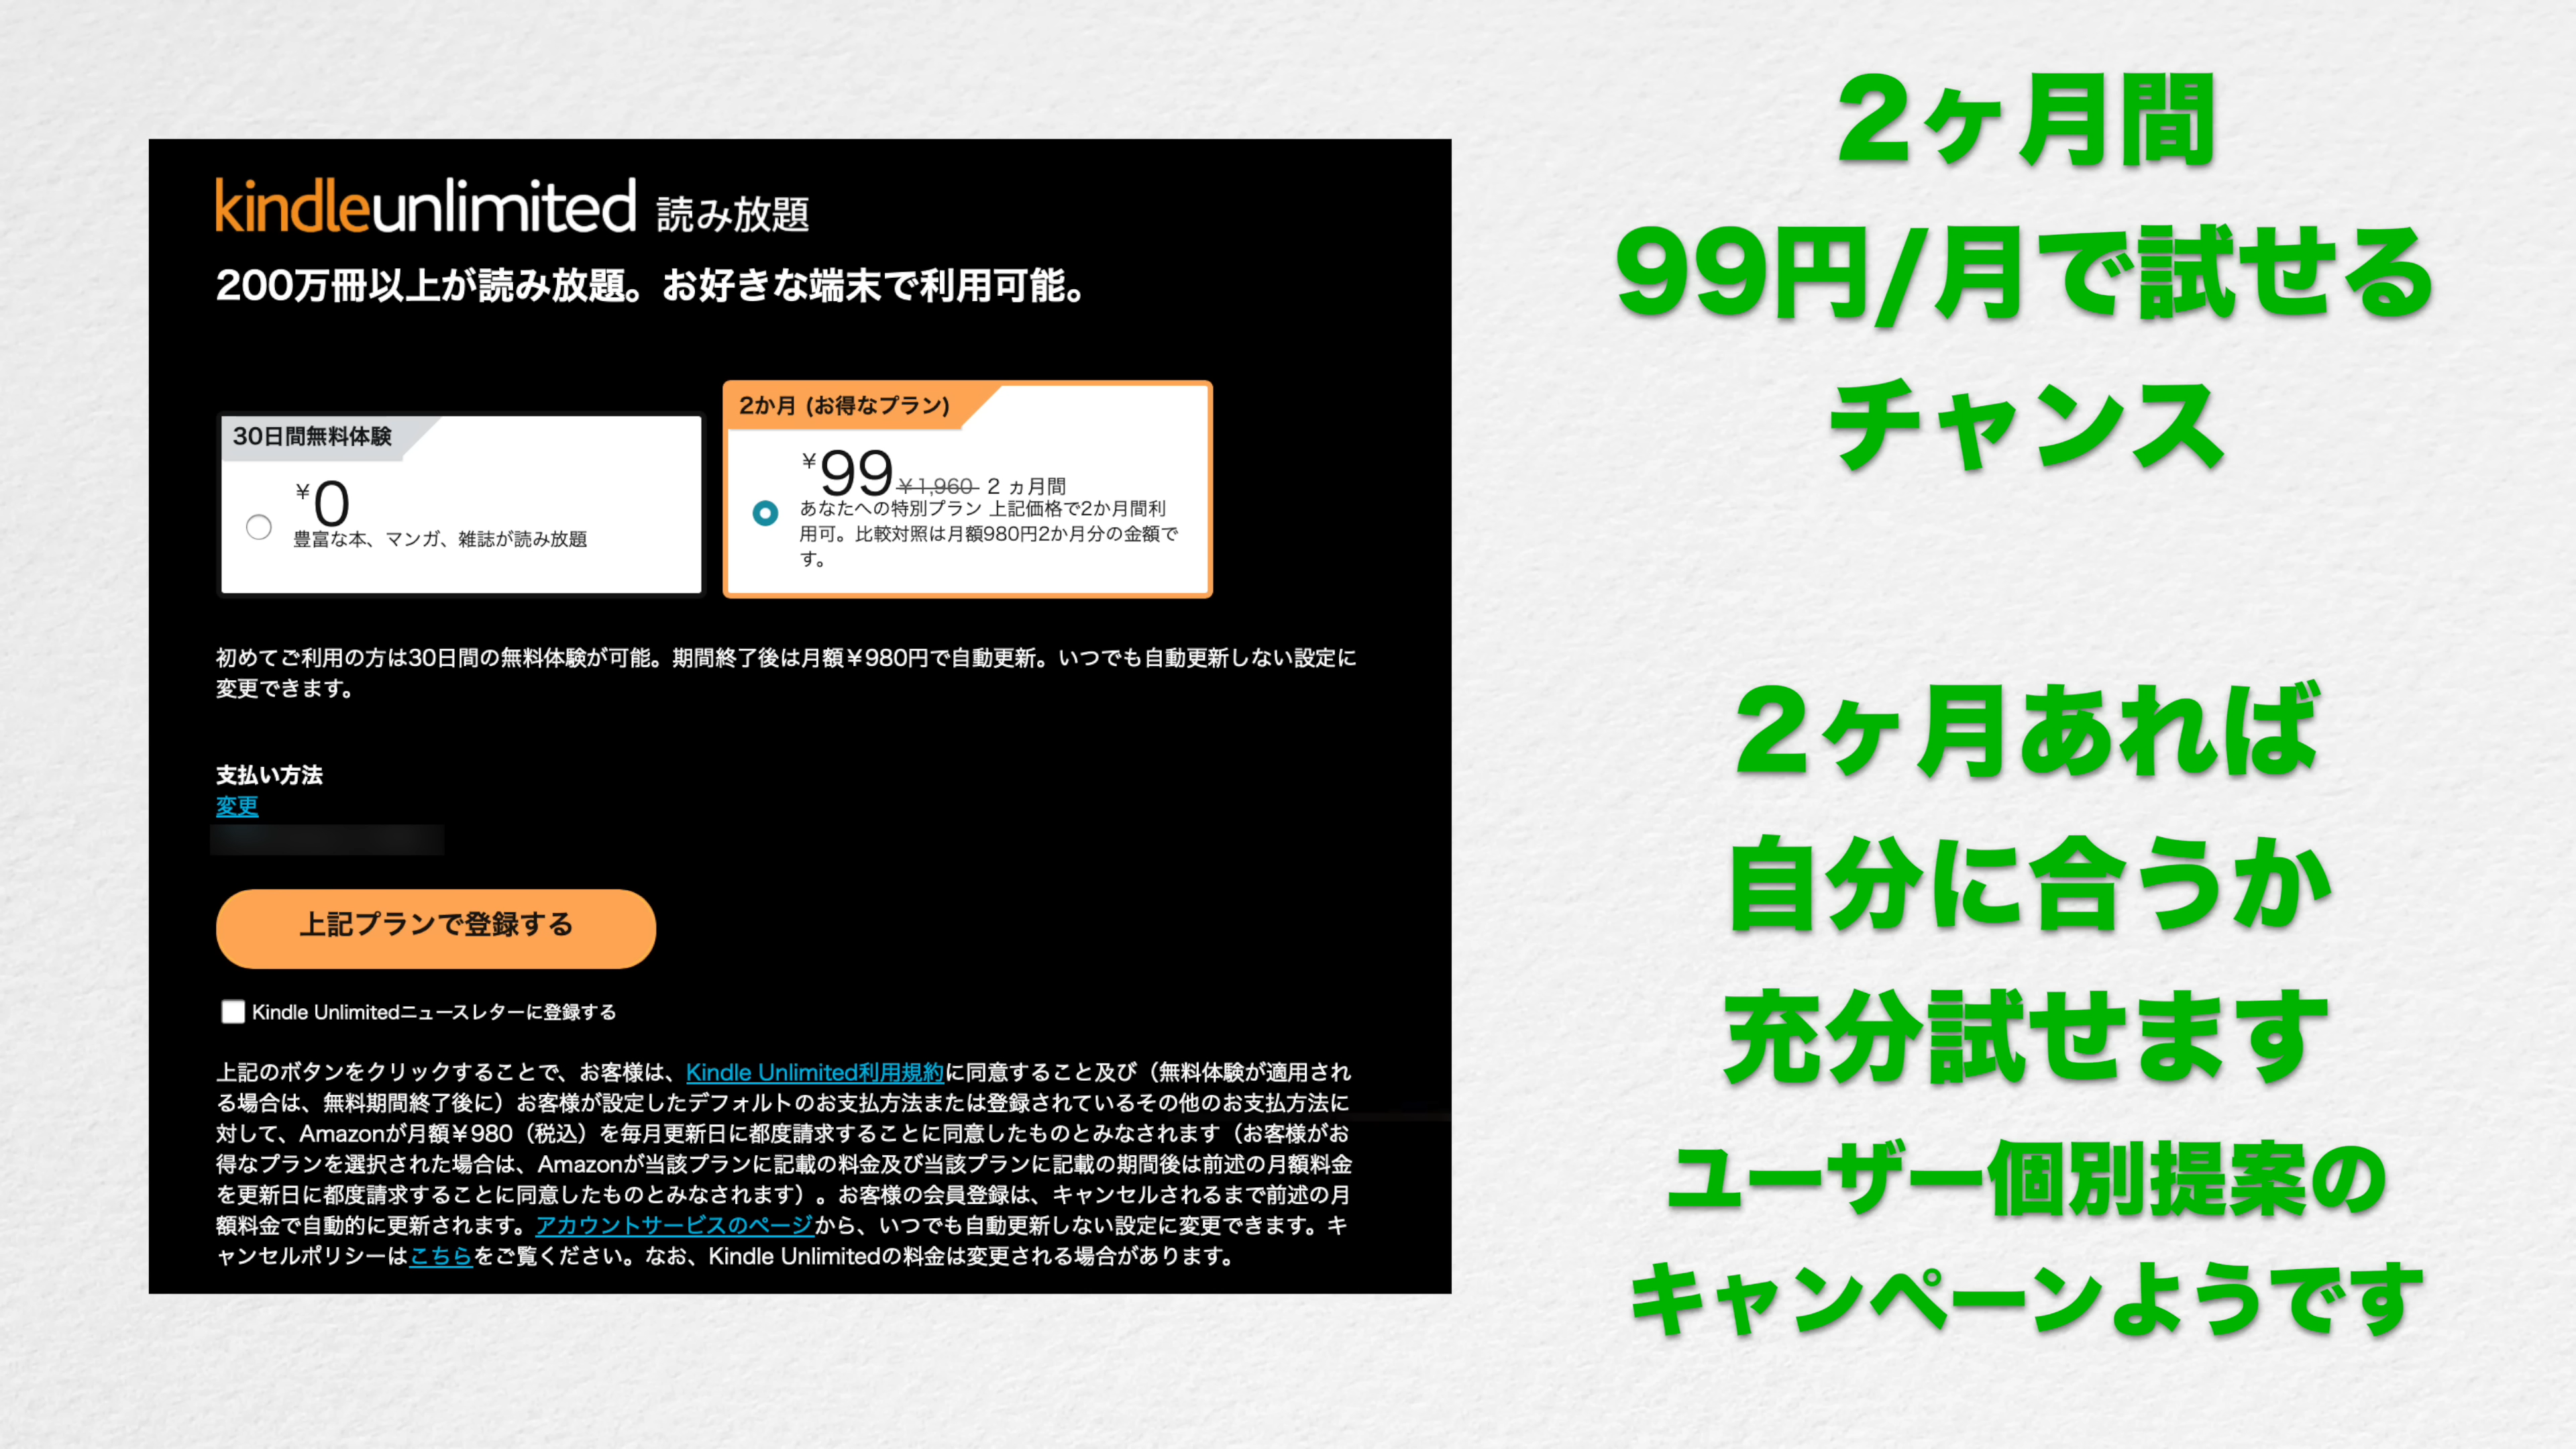 kindleunlimited 読み放題
200万冊以上が読み放題。お好きな端末で利用可能。
30日間無料体験
¥0
豊富な本、マンガ、雑誌が読み放題
2か月 (お得なプラン)
¥99 ¥1,960 2 ヵ月間
あなたへの特別プラン 上記価格で2か月間利
用可。比較対照は月額980円2か月分の金額で
す。
初めてご利用の方は30日間の無料体験が可能。期間終了後は月額￥980円で自動更新。いつでも自動更新しない設定に
変更できます。
支払い方法
変更
上記プランで登録する
Kindle Unlimitedニュースレターに登録する
上記のボタンをクリックすることで、お客様は、Kindle Unlimited利用規約に同意すること及び（無料体験が適用され
る場合は、無料期間終了後に）お客様が設定したデフォルトのお支払方法または登録されているその他のお支払方法に
対して、Amazonが月額￥980（税込）を毎月更新日に都度請求することに同意したものとみなされます（お客様がお
得なプランを選択された場合は、Amazonが当該プランに記載の料金及び当該プランに記載の期間後は前述の月額料金
を更新日に都度請求することに同意したものとみなされます）。お客様の会員登録は、キャンセルされるまで前述の月
額料金で自動的に更新されます。アカウントサービスのページから、いつでも自動更新しない設定に変更できます。キ
ャンセルポリシーはこちらをご覧ください。なお、Kindle Unlimitedの料金は変更される場合があります。
2ヶ月間
99円/月で試せる
チャンス
2ヶ月あれば
自分に合うか
充分試せます
ユーザー個別提案の
キャンペーンようです